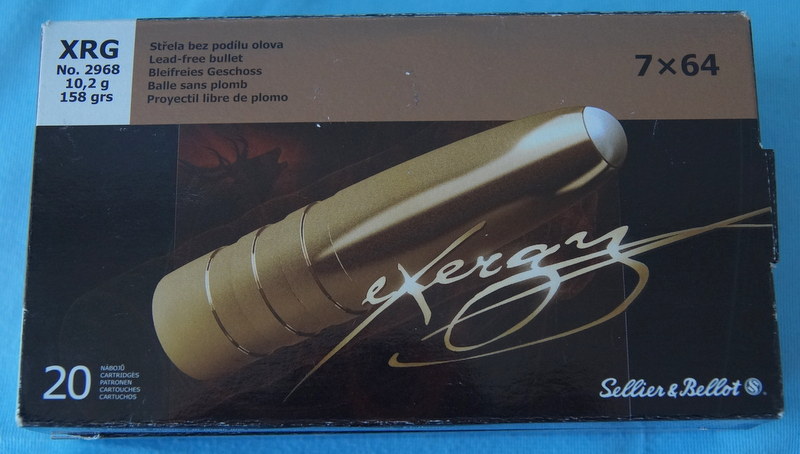 XRG
No. 2968
10,2 g
158 grs
Střela bez podílu olova
Lead-free bullet
Bleifreies Geschoss
Balle sans plomb
Proyectil libre de plomo
7×64
exergy
20
NÁBOJŮ
CARTRIDGES
PATRONEN
CARTOUCHES
CARTUCHOS
Sellier & Bellot